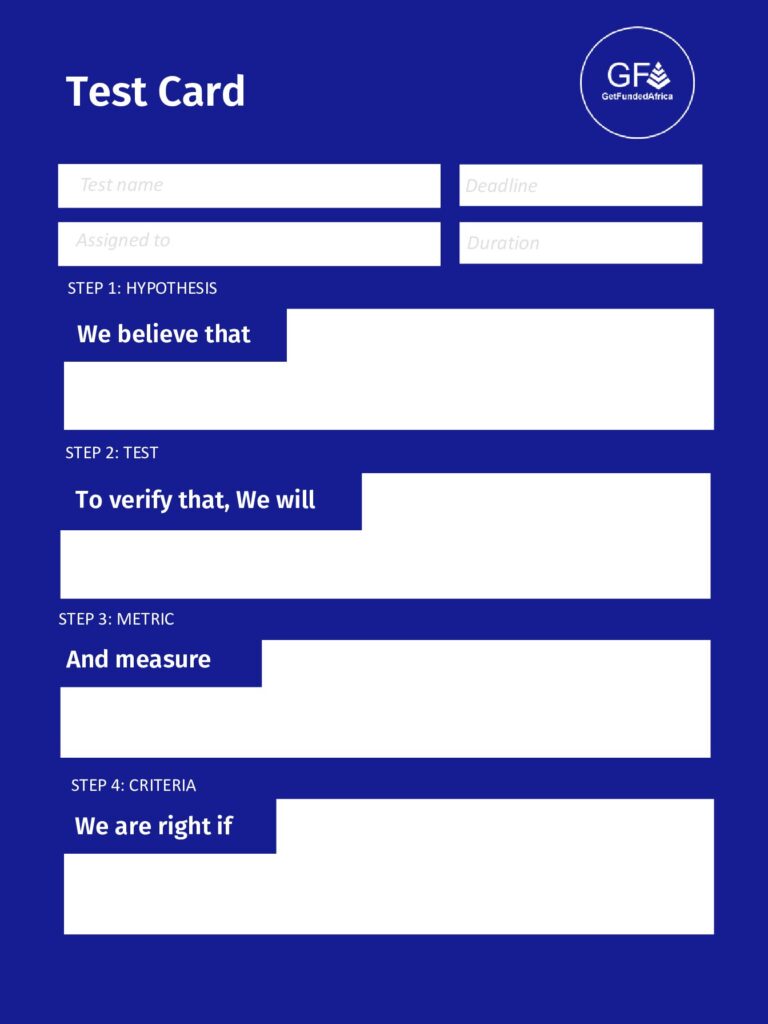 Test Card
GFA
GetFundedAfrica
Test name
Deadline
Assigned to
Duration
STEP 1: HYPOTHESIS
We believe that
STEP 2: TEST
To verify that, We will
STEP 3: METRIC
And measure
STEP 4: CRITERIA
We are right if